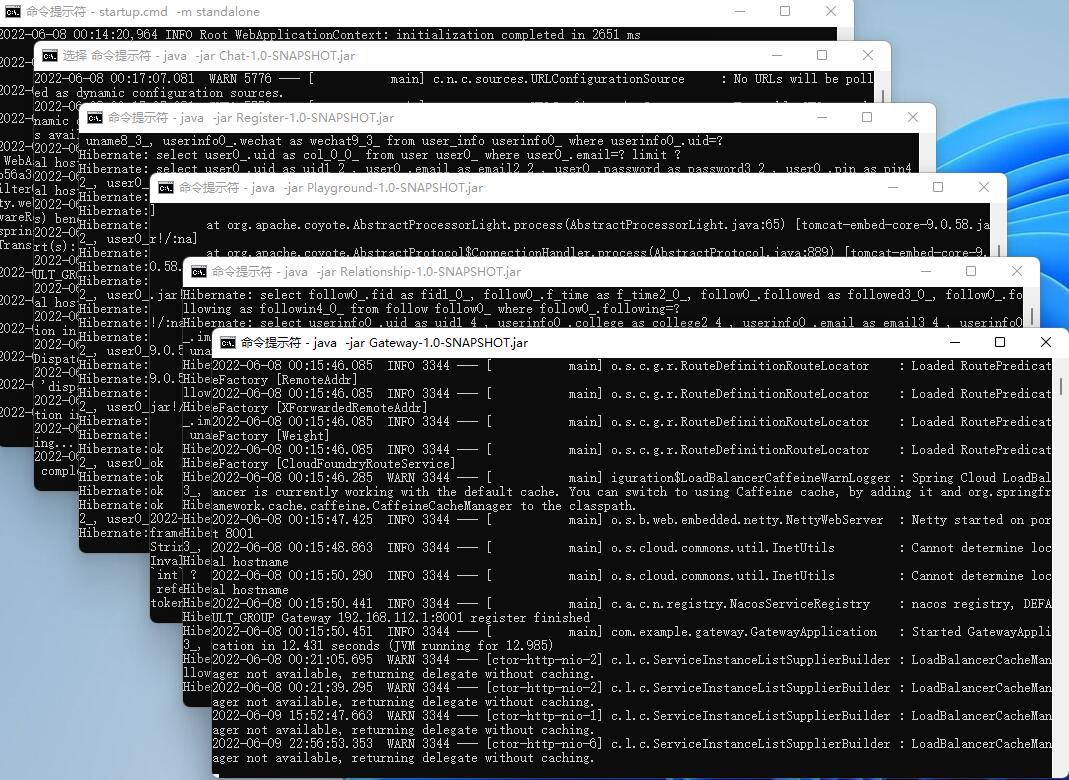 命令提示符 - startup.cmd  -m standalone
2022-06-08 00:14:20,964 INFO Root WebApplicationContext: initialization completed in 2651 ms
选择 命令提示符 - java  -jar Chat-1.0-SNAPSHOT.jar
2022-06-08 00:17:07.081  WARN 5776 --- [           main] c.n.c.sources.URLConfigurationSource     : No URLs will be poll
ed as dynamic configuration sources.
命令提示符 - java  -jar Register-1.0-SNAPSHOT.jar
uname8_3_, userinfo0_.wechat as wechat9_3_ from user_info userinfo0_ where userinfo0_.uid=?
Hibernate: select user0_.uid as col_0_0_ from user user0_ where user0_.email=? limit ?
Hibernate: select user0_.uid as uid1_2_, user0_.email as email2_2_, user0_.password as password3_2_, user0_.pin as pin4_
命令提示符 - java  -jar Playground-1.0-SNAPSHOT.jar
]
        at org.apache.coyote.AbstractProcessorLight.process(AbstractProcessorLight.java:65) [tomcat-embed-core-9.0.58.ja
r!/:na]
        at org.apache.coyote.AbstractProtocol$ConnectionHandler.process(AbstractProtocol.java:889) [tomcat-embed-core-9.
命令提示符 - java  -jar Relationship-1.0-SNAPSHOT.jar
Hibernate: select follow0_.fid as fid1_0_, follow0_.f_time as f_time2_0_, follow0_.followed as followed3_0_, follow0_.fo
llowing as followin4_0_ from follow follow0_ where follow0_.following=?
Hibernate: select userinfo0_.uid as uid1_4_, userinfo0_.college as college2_4_, userinfo0_.email as email3_4_, userinfo0
命令提示符 - java  -jar Gateway-1.0-SNAPSHOT.jar
2022-06-08 00:15:46.085  INFO 3344 --- [           main] o.s.c.g.r.RouteDefinitionRouteLocator    : Loaded RoutePredicat
eFactory [RemoteAddr]
2022-06-08 00:15:46.085  INFO 3344 --- [           main] o.s.c.g.r.RouteDefinitionRouteLocator    : Loaded RoutePredicat
eFactory [XForwardedRemoteAddr]
2022-06-08 00:15:46.085  INFO 3344 --- [           main] o.s.c.g.r.RouteDefinitionRouteLocator    : Loaded RoutePredicat
eFactory [Weight]
2022-06-08 00:15:46.085  INFO 3344 --- [           main] o.s.c.g.r.RouteDefinitionRouteLocator    : Loaded RoutePredicat
eFactory [CloudFoundryRouteService]
2022-06-08 00:15:46.285  WARN 3344 --- [           main] iguration$LoadBalancerCaffeineWarnLogger : Spring Cloud LoadBal
ancer is currently working with the default cache. You can switch to using Caffeine cache, by adding it and org.springfr
amework.cache.caffeine.CaffeineCacheManager to the classpath.
2022-06-08 00:15:47.425  INFO 3344 --- [           main] o.s.b.web.embedded.netty.NettyWebServer  : Netty started on por
t 8001
2022-06-08 00:15:48.863  INFO 3344 --- [           main] o.s.cloud.commons.util.InetUtils         : Cannot determine loc
al hostname
2022-06-08 00:15:50.290  INFO 3344 --- [           main] o.s.cloud.commons.util.InetUtils         : Cannot determine loc
al hostname
2022-06-08 00:15:50.441  INFO 3344 --- [           main] c.a.c.n.registry.NacosServiceRegistry    : nacos registry, DEFA
ULT_GROUP Gateway 192.168.112.1:8001 register finished
2022-06-08 00:15:50.451  INFO 3344 --- [           main] com.example.gateway.GatewayApplication   : Started GatewayAppli
cation in 12.431 seconds (JVM running for 12.985)
2022-06-08 00:21:05.695  WARN 3344 --- [ctor-http-nio-2] c.l.c.ServiceInstanceListSupplierBuilder : LoadBalancerCacheMan
ager not available, returning delegate without caching.
2022-06-08 00:21:39.295  WARN 3344 --- [ctor-http-nio-2] c.l.c.ServiceInstanceListSupplierBuilder : LoadBalancerCacheMan
ager not available, returning delegate without caching.
2022-06-09 15:52:47.663  WARN 3344 --- [ctor-http-nio-1] c.l.c.ServiceInstanceListSupplierBuilder : LoadBalancerCacheMan
ager not available, returning delegate without caching.
2022-06-09 22:56:53.353  WARN 3344 --- [ctor-http-nio-6] c.l.c.ServiceInstanceListSupplierBuilder : LoadBalancerCacheMan
ager not available, returning delegate without caching.